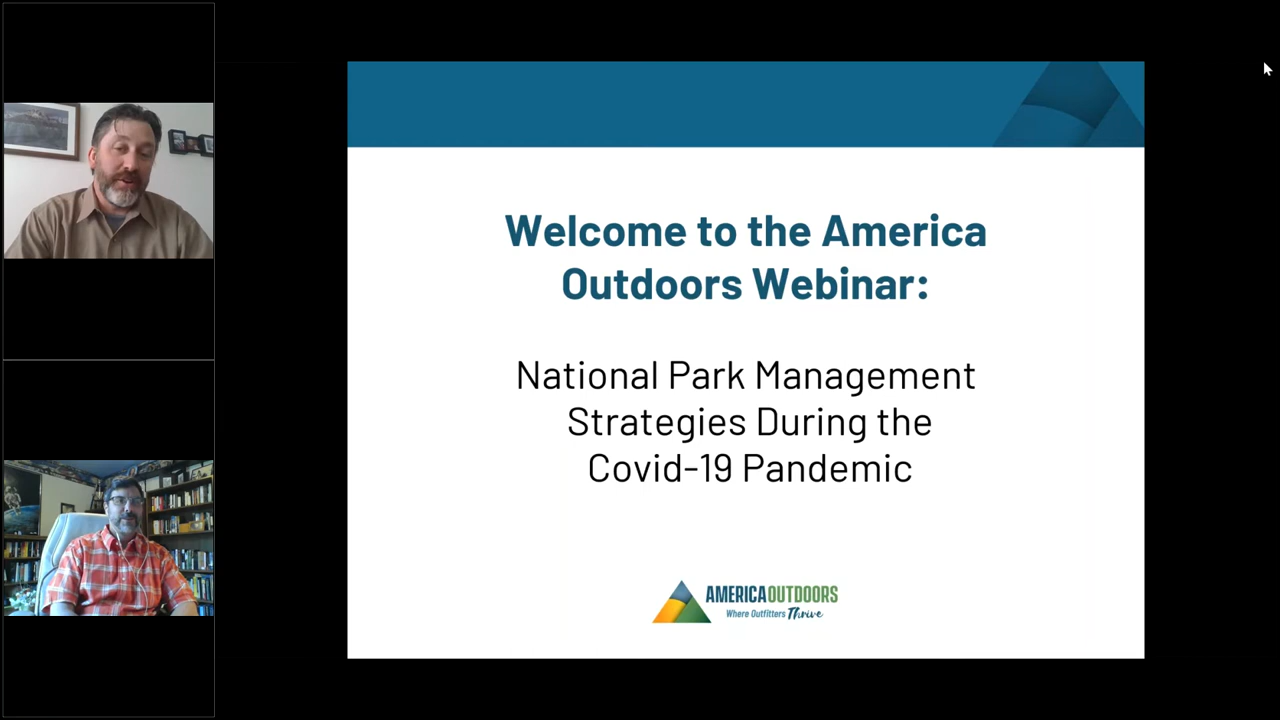 Welcome to the America
Outdoors Webinar:
National Park Management
Strategies During the
Covid-19 Pandemic
AMERICAOUTDOORS
Where Outfitters Thrive